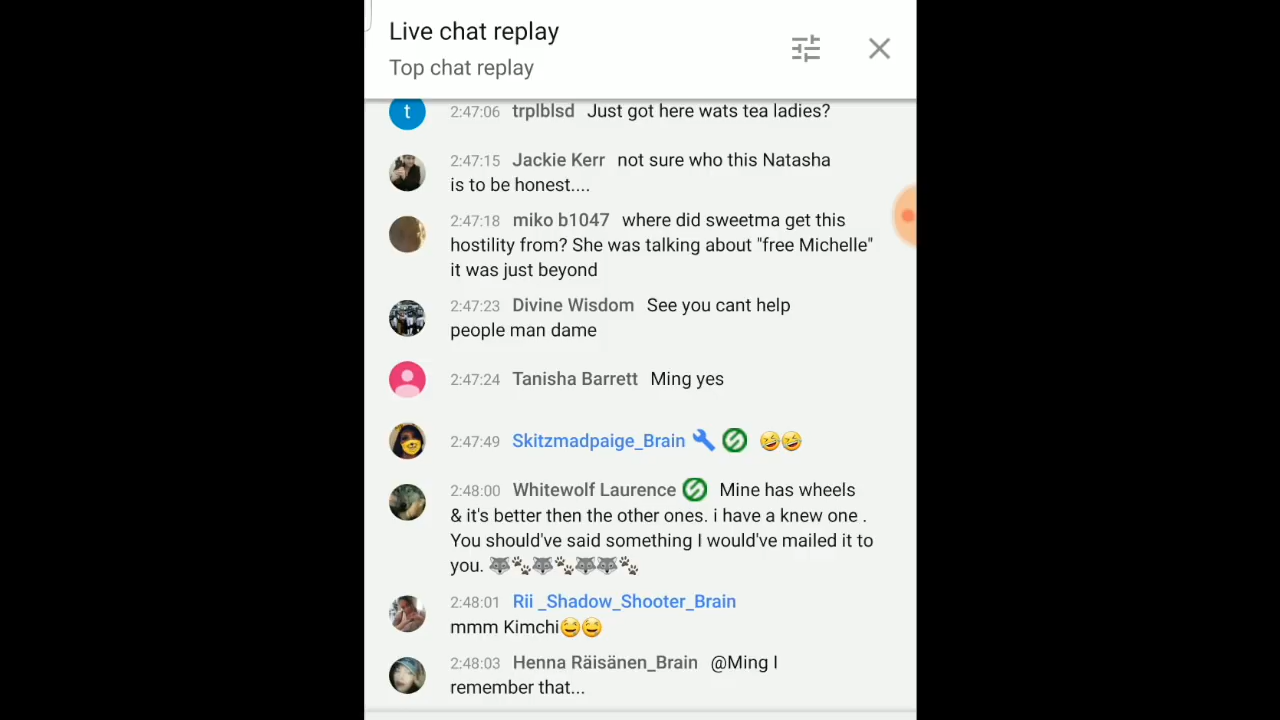 Live chat replay
Top chat replay
t 2:47:06 trplblsd Just got here wats tea ladies?
2:47:15 Jackie Kerr not sure who this Natasha
is to be honest....
2:47:18 miko b1047 where did sweetma get this
hostility from? She was talking about "free Michelle"
it was just beyond
2:47:23 Divine Wisdom See you cant help
people man dame
2:47:24 Tanisha Barrett Ming yes
2:47:49 Skitzmadpaige_Brain 🤣🤣
2:48:00 Whitewolf Laurence Mine has wheels
& it's better then the other ones. i have a knew one .
You should've said something I would've mailed it to
you. 🐺🐾🐺🐾🐺🐺🐾
2:48:01 Rii _Shadow_Shooter_Brain
mmm Kimchi😄😄
2:48:03 Henna Räisänen_Brain @Ming I
remember that...